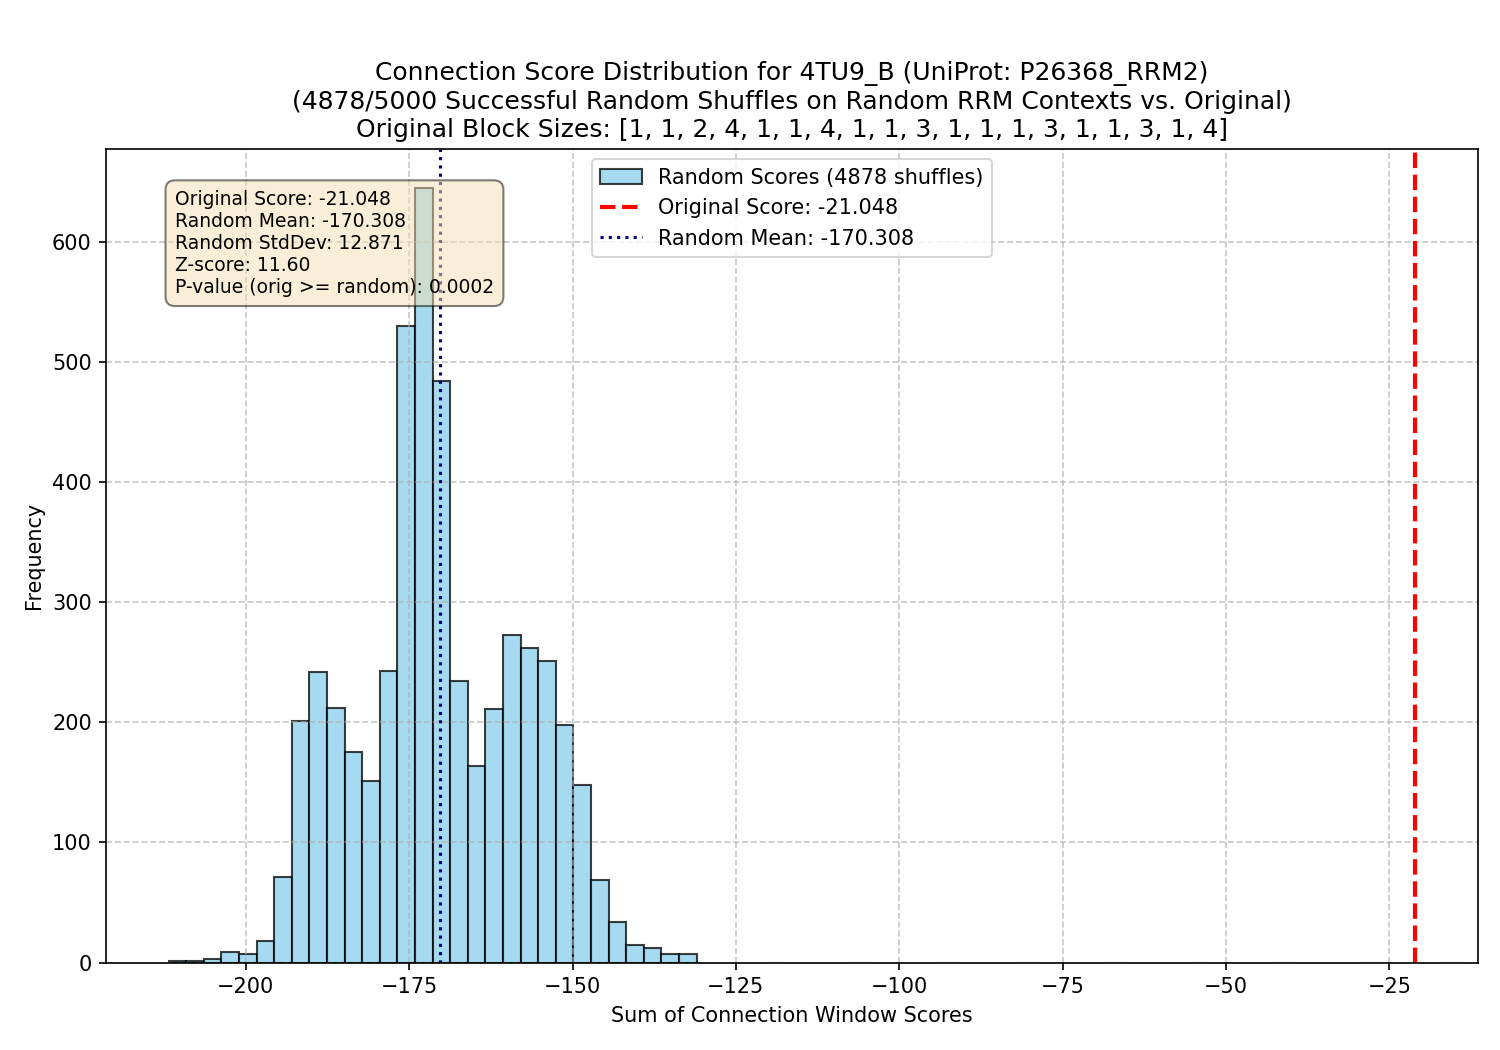 Connection Score Distribution for 4TU9_B (UniProt: P26368_RRM2)
(4878/5000 Successful Random Shuffles on Random RRM Contexts vs. Original)
Original Block Sizes: [1, 1, 2, 4, 1, 1, 4, 1, 1, 3, 1, 1, 1, 3, 1, 1, 3, 1, 4]
Original Score: -21.048
Random Mean: -170.308
Random StdDev: 12.871
Z-score: 11.60
P-value (orig >= random): 0.0002
Random Scores (4878 shuffles)
Original Score: -21.048
Random Mean: -170.308
Frequency
600
500
400
300
200
100
0
−200 −175 −150 −125 −100 −75 −50 −25
Sum of Connection Window Scores